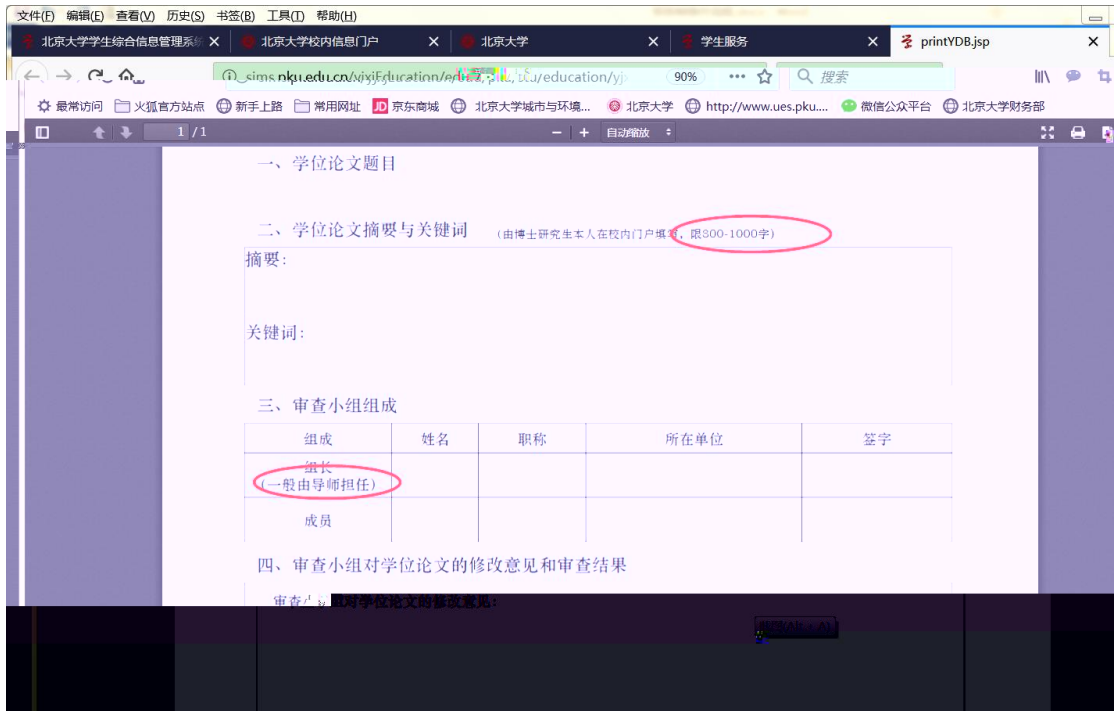 文件(F) 编辑(E) 查看(V) 历史(S) 书签(B) 工具(T) 帮助(H)
北京大学学生综合信息管理系统 北京大学校内信息门户 北京大学 学生服务 printYDB.jsp
90% 搜索
最常访问 火狐官方站点 新手上路 常用网址 JD 京东商城 北京大学城市与环境... 北京大学 http://www.ues.pku.... 微信公众平台 北京大学财务部
1 / 1 自动缩放
一、学位论文题目
二、学位论文摘要与关键词 (由博士研究生本人在校内门户填写,限800-1000字)
摘要:
关键词:
三、审查小组组成
组成 姓名 职称 所在单位 签字
组长
(一般由导师担任)
成员
四、审查小组对学位论文的修改意见和审查结果
审查小组对学位论文的修改意见: